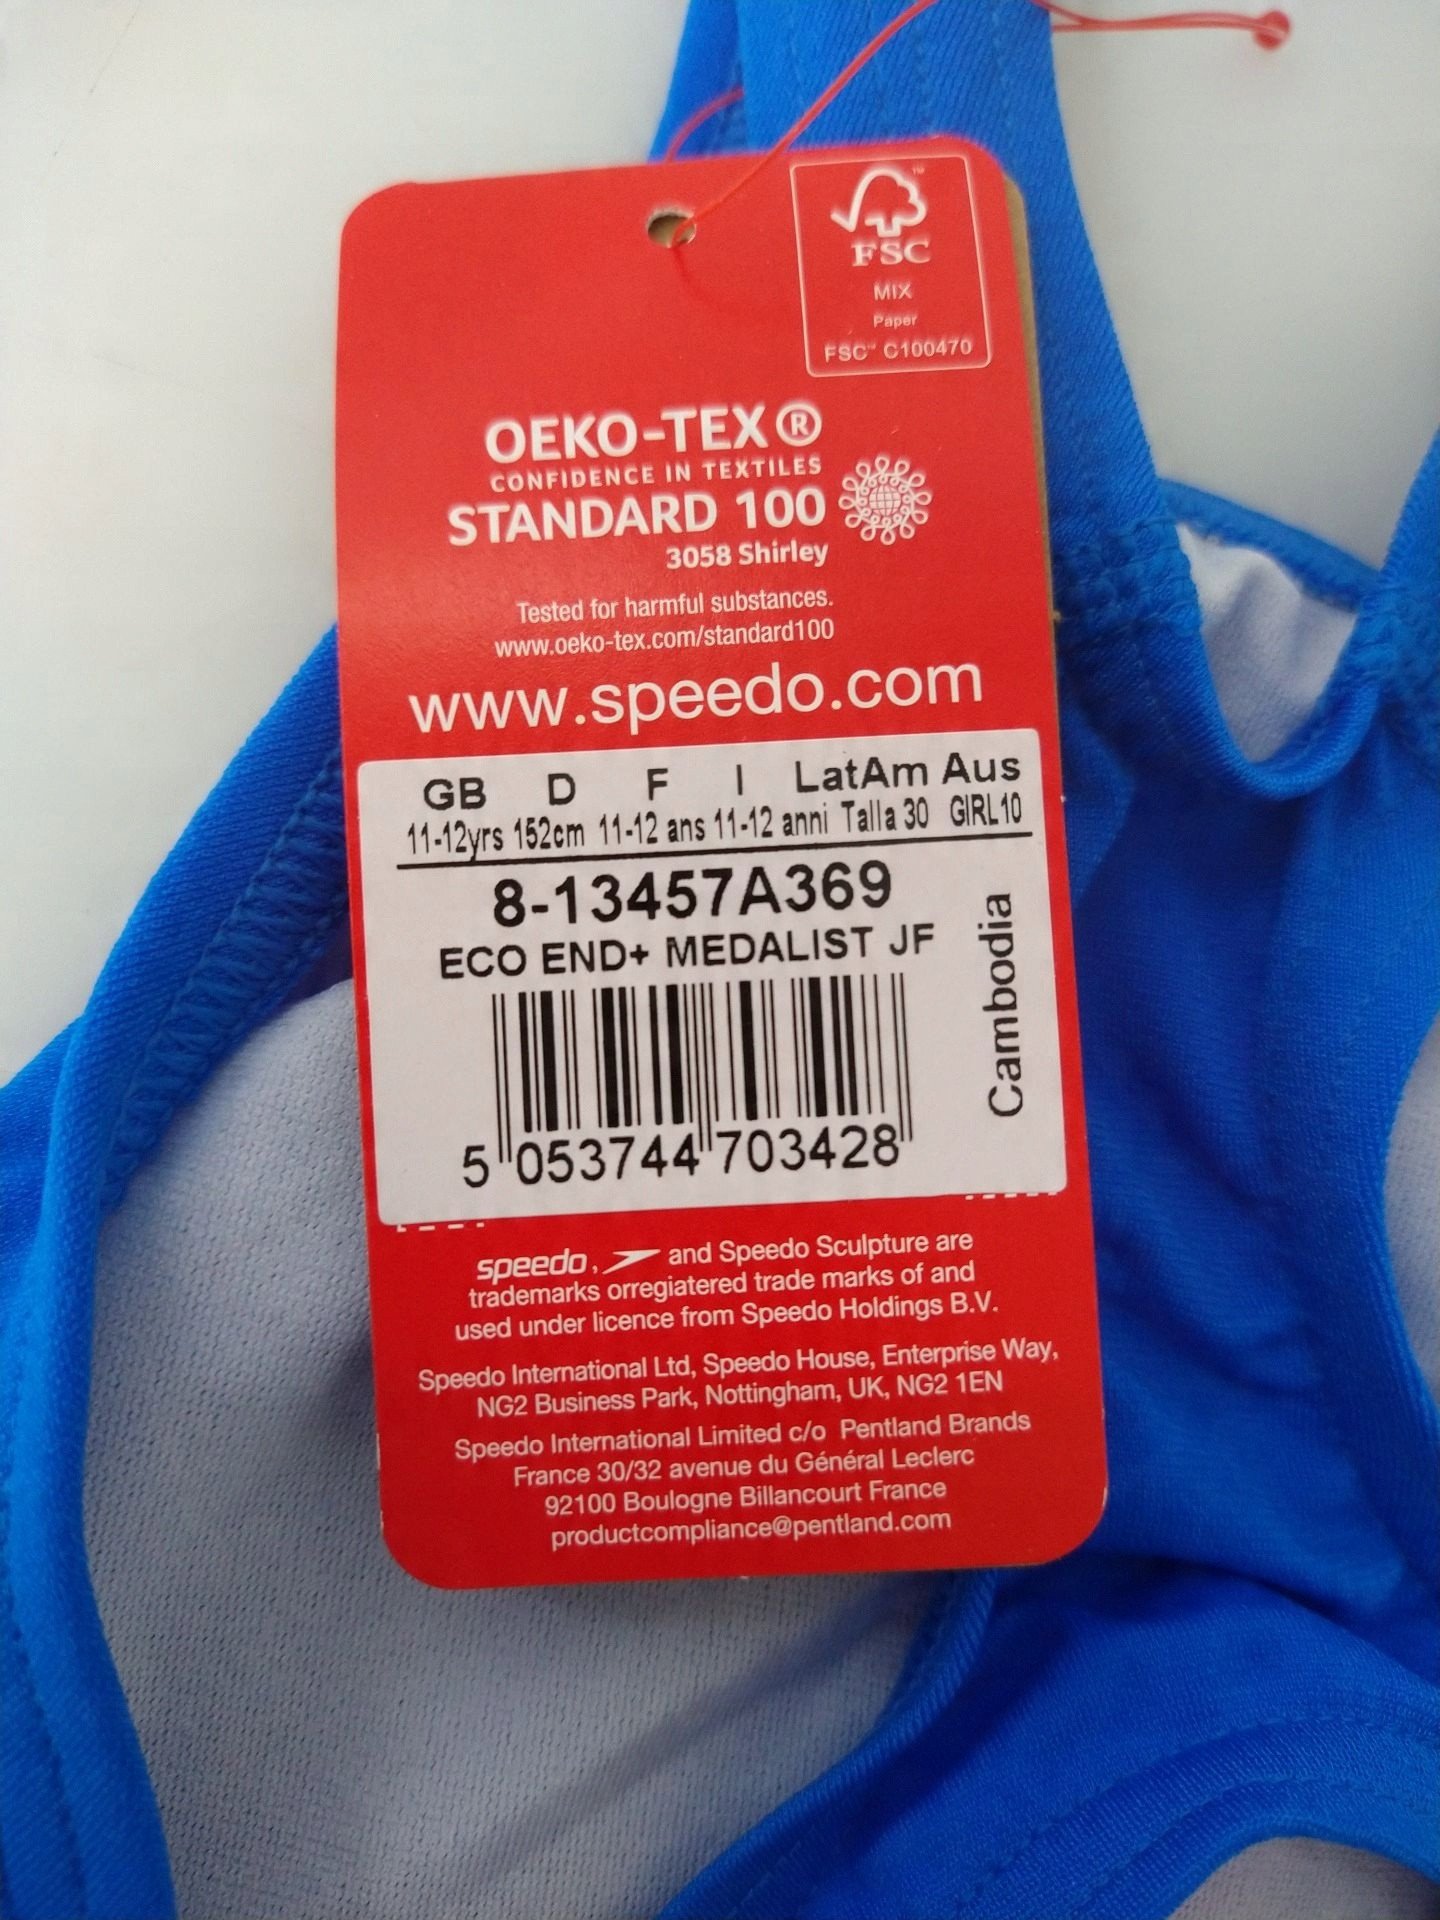 FSC
MIX
Paper
FSC™ C100470
OEKO-TEX®
CONFIDENCE IN TEXTILES
STANDARD 100
3058 Shirley
Tested for harmful substances.
www.oeko-tex.com/standard100
www.speedo.com
GB D F I LatAm Aus
11-12yrs 152cm 11-12 ans 11-12 anni Talla 30 GIRL10
8-13457A369
ECO END+ MEDALIST JF
Cambodia
5 053744 703428
speedo, and Speedo Sculpture are
trademarks orregiatered trade marks of and
used under licence from Speedo Holdings B.V.
Speedo International Ltd, Speedo House, Enterprise Way,
NG2 Business Park, Nottingham, UK, NG2 1EN
Speedo International Limited c/o Pentland Brands
France 30/32 avenue du Général Leclerc
92100 Boulogne Billancourt France
productcompliance@pentland.com